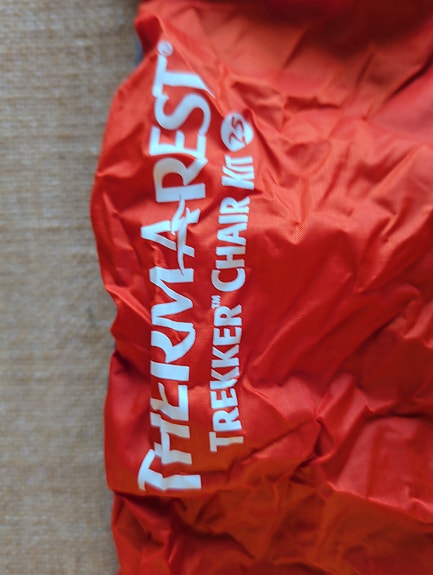 THERMAREST®
TREKKER™ CHAIR KIT 25